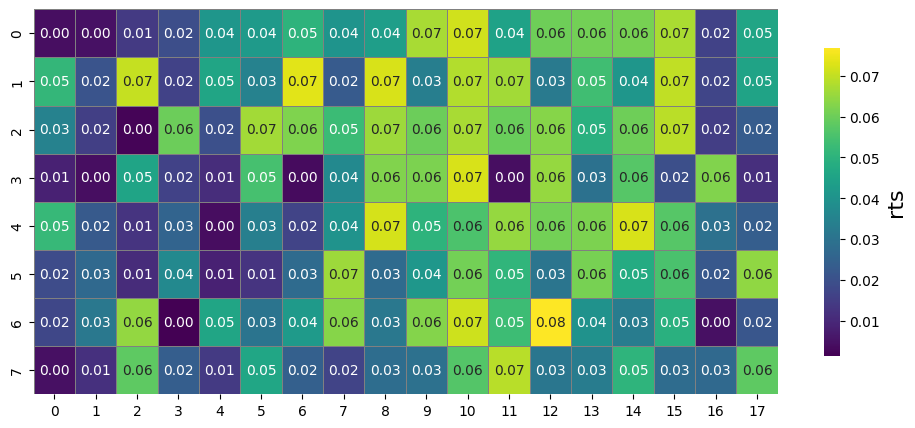 0 0.00 0.00 0.01 0.02 0.04 0.04 0.05 0.04 0.04 0.07 0.07 0.04 0.06 0.06 0.06 0.07 0.02 0.05
1 0.05 0.02 0.07 0.02 0.05 0.03 0.07 0.02 0.07 0.03 0.07 0.07 0.03 0.05 0.04 0.07 0.02 0.05
2 0.03 0.02 0.00 0.06 0.02 0.07 0.06 0.05 0.07 0.06 0.07 0.06 0.06 0.05 0.06 0.07 0.02 0.02
3 0.01 0.00 0.05 0.02 0.01 0.05 0.00 0.04 0.06 0.06 0.07 0.00 0.06 0.03 0.06 0.02 0.06 0.01
4 0.05 0.02 0.01 0.03 0.00 0.03 0.02 0.04 0.07 0.05 0.06 0.06 0.06 0.06 0.07 0.06 0.03 0.02
5 0.02 0.03 0.01 0.04 0.01 0.01 0.03 0.07 0.03 0.04 0.06 0.05 0.03 0.06 0.05 0.06 0.02 0.06
6 0.02 0.03 0.06 0.00 0.05 0.03 0.04 0.06 0.03 0.06 0.07 0.05 0.08 0.04 0.03 0.05 0.00 0.02
7 0.00 0.01 0.06 0.02 0.01 0.05 0.02 0.02 0.03 0.03 0.06 0.07 0.03 0.03 0.05 0.03 0.03 0.06
0 1 2 3 4 5 6 7 8 9 10 11 12 13 14 15 16 17
0.07
0.06
0.05
0.04
0.03
0.02
0.01
rts